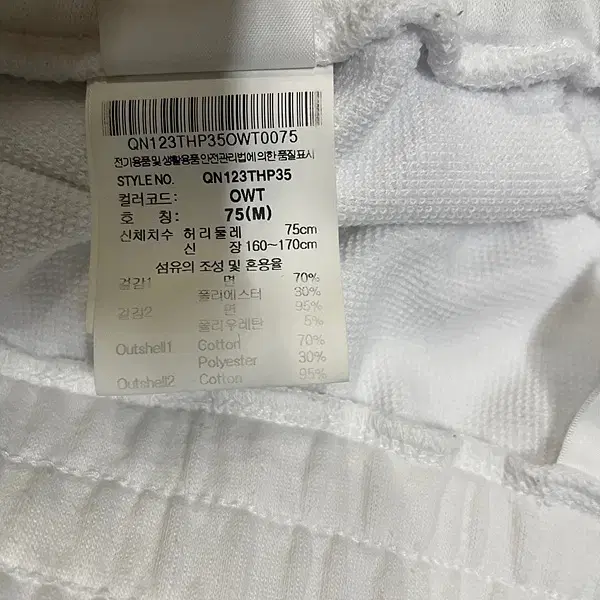 QN123THP35OWT0075
전기용품 및 생활용품 안전관리법에 의한 품질표시
STYLE NO. QN123THP35
컬러코드: OWT
호 칭: 75(M)
신체치수 허리둘레 75cm
신 장 160~170cm
섬유의 조성 및 혼용율
겉감1 면 70%
폴리에스터 30%
겉감2 면 95%
폴리우레탄 5%
Outshell1 Cotton 70%
Polyester 30%
Outshell2 Cotton 95%